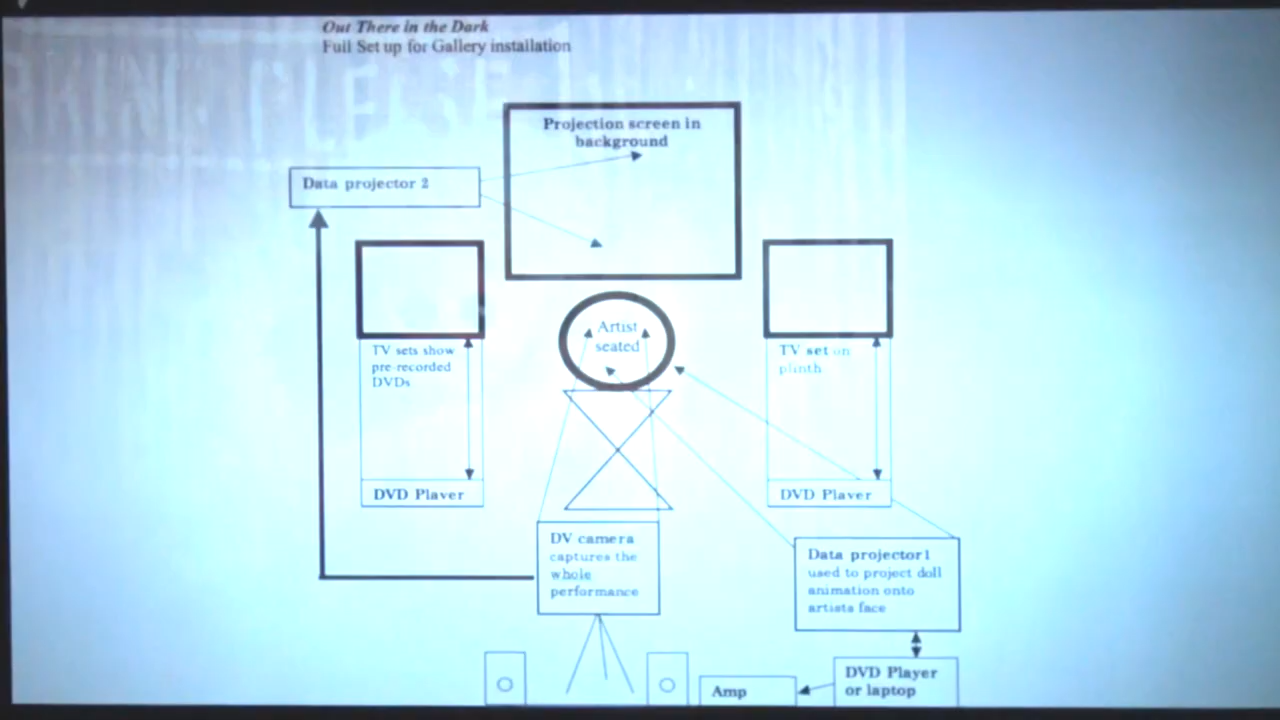 Out There in the Dark
Full Set up for Gallery installation
Projection screen in
background
Data projector 2
Artist
seated
TV sets show
pre-recorded
DVDs
TV set on
plinth
DVD Player
DVD Player
DV camera
captures the
whole
performance
Data projector1
used to project doll
animation onto
artists face
DVD Player
or laptop
Amp
PLEASE